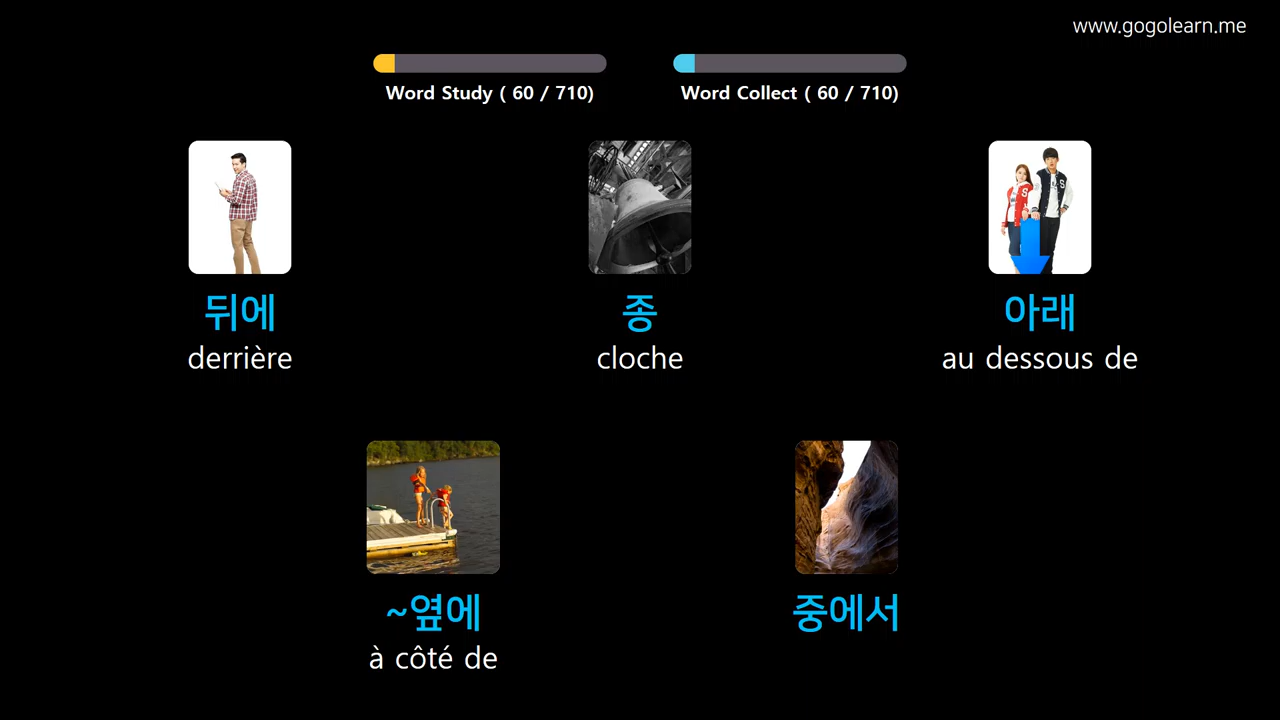 www.gogolearn.me
Word Study ( 60 / 710)
Word Collect ( 60 / 710)
뒤에
derrière
종
cloche
아래
au dessous de
~옆에
à côté de
중에서